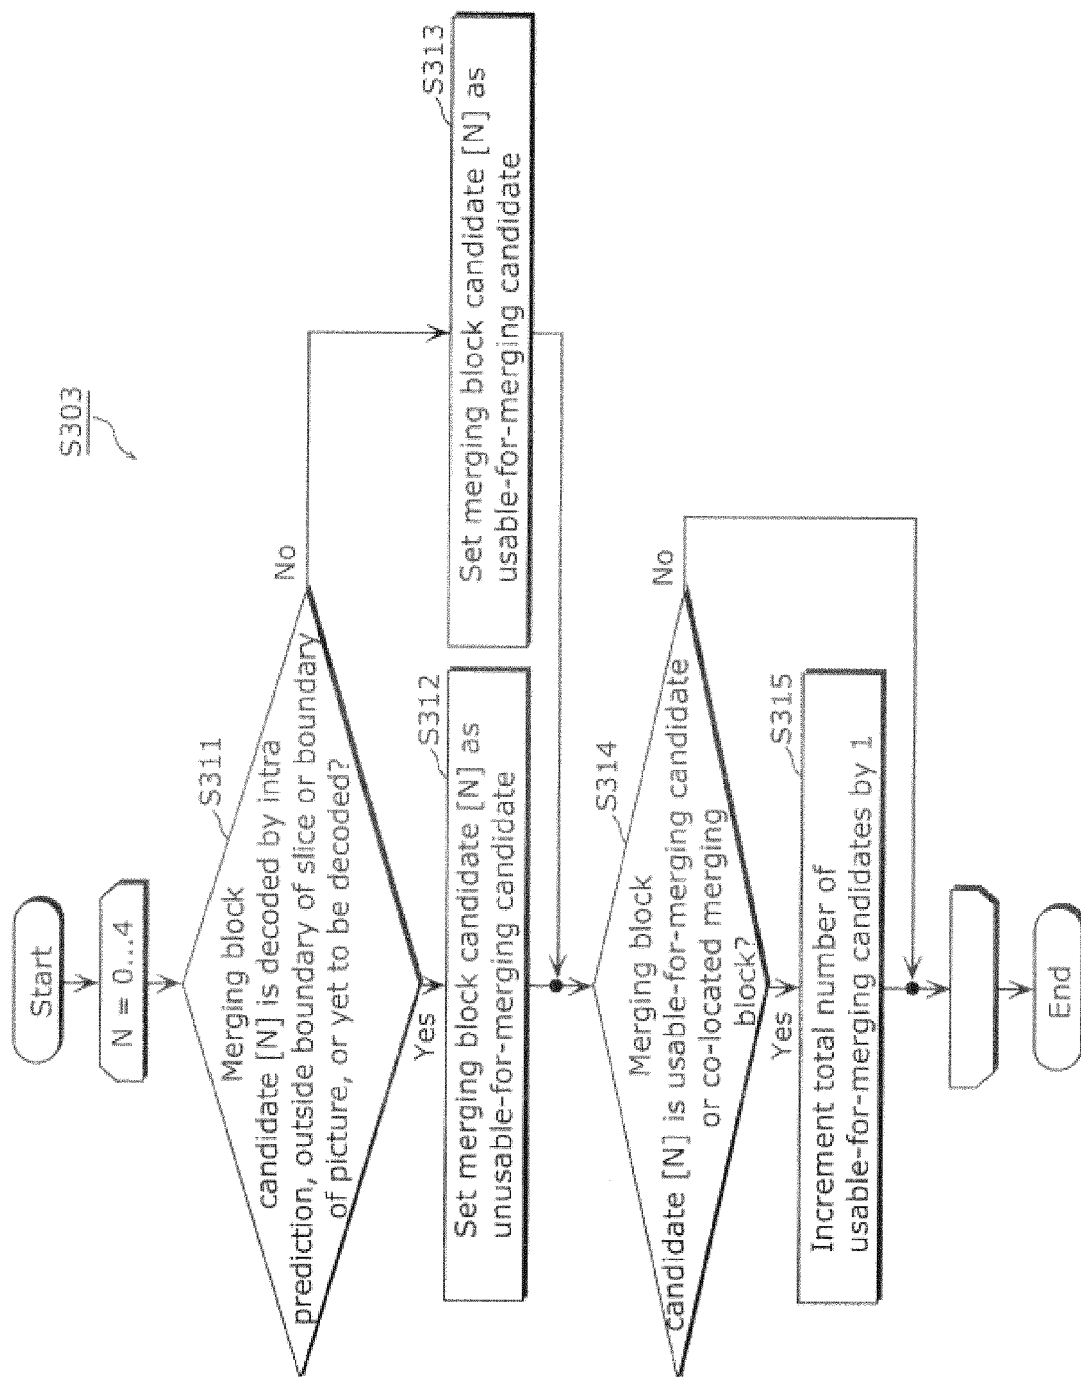 S303
Start
N = 0...4
S311
Merging block
candidate [N] is decoded by intra
prediction, outside boundary of slice or boundary
of picture, or yet to be decoded?
No
Yes
S312
Set merging block candidate [N] as
unusable-for-merging candidate
S313
Set merging block candidate [N] as
usable-for-merging candidate
S314
Merging block
candidate [N] is usable-for-merging candidate
or co-located merging
block?
No
Yes
S315
Increment total number of
usable-for-merging candidates by 1
End